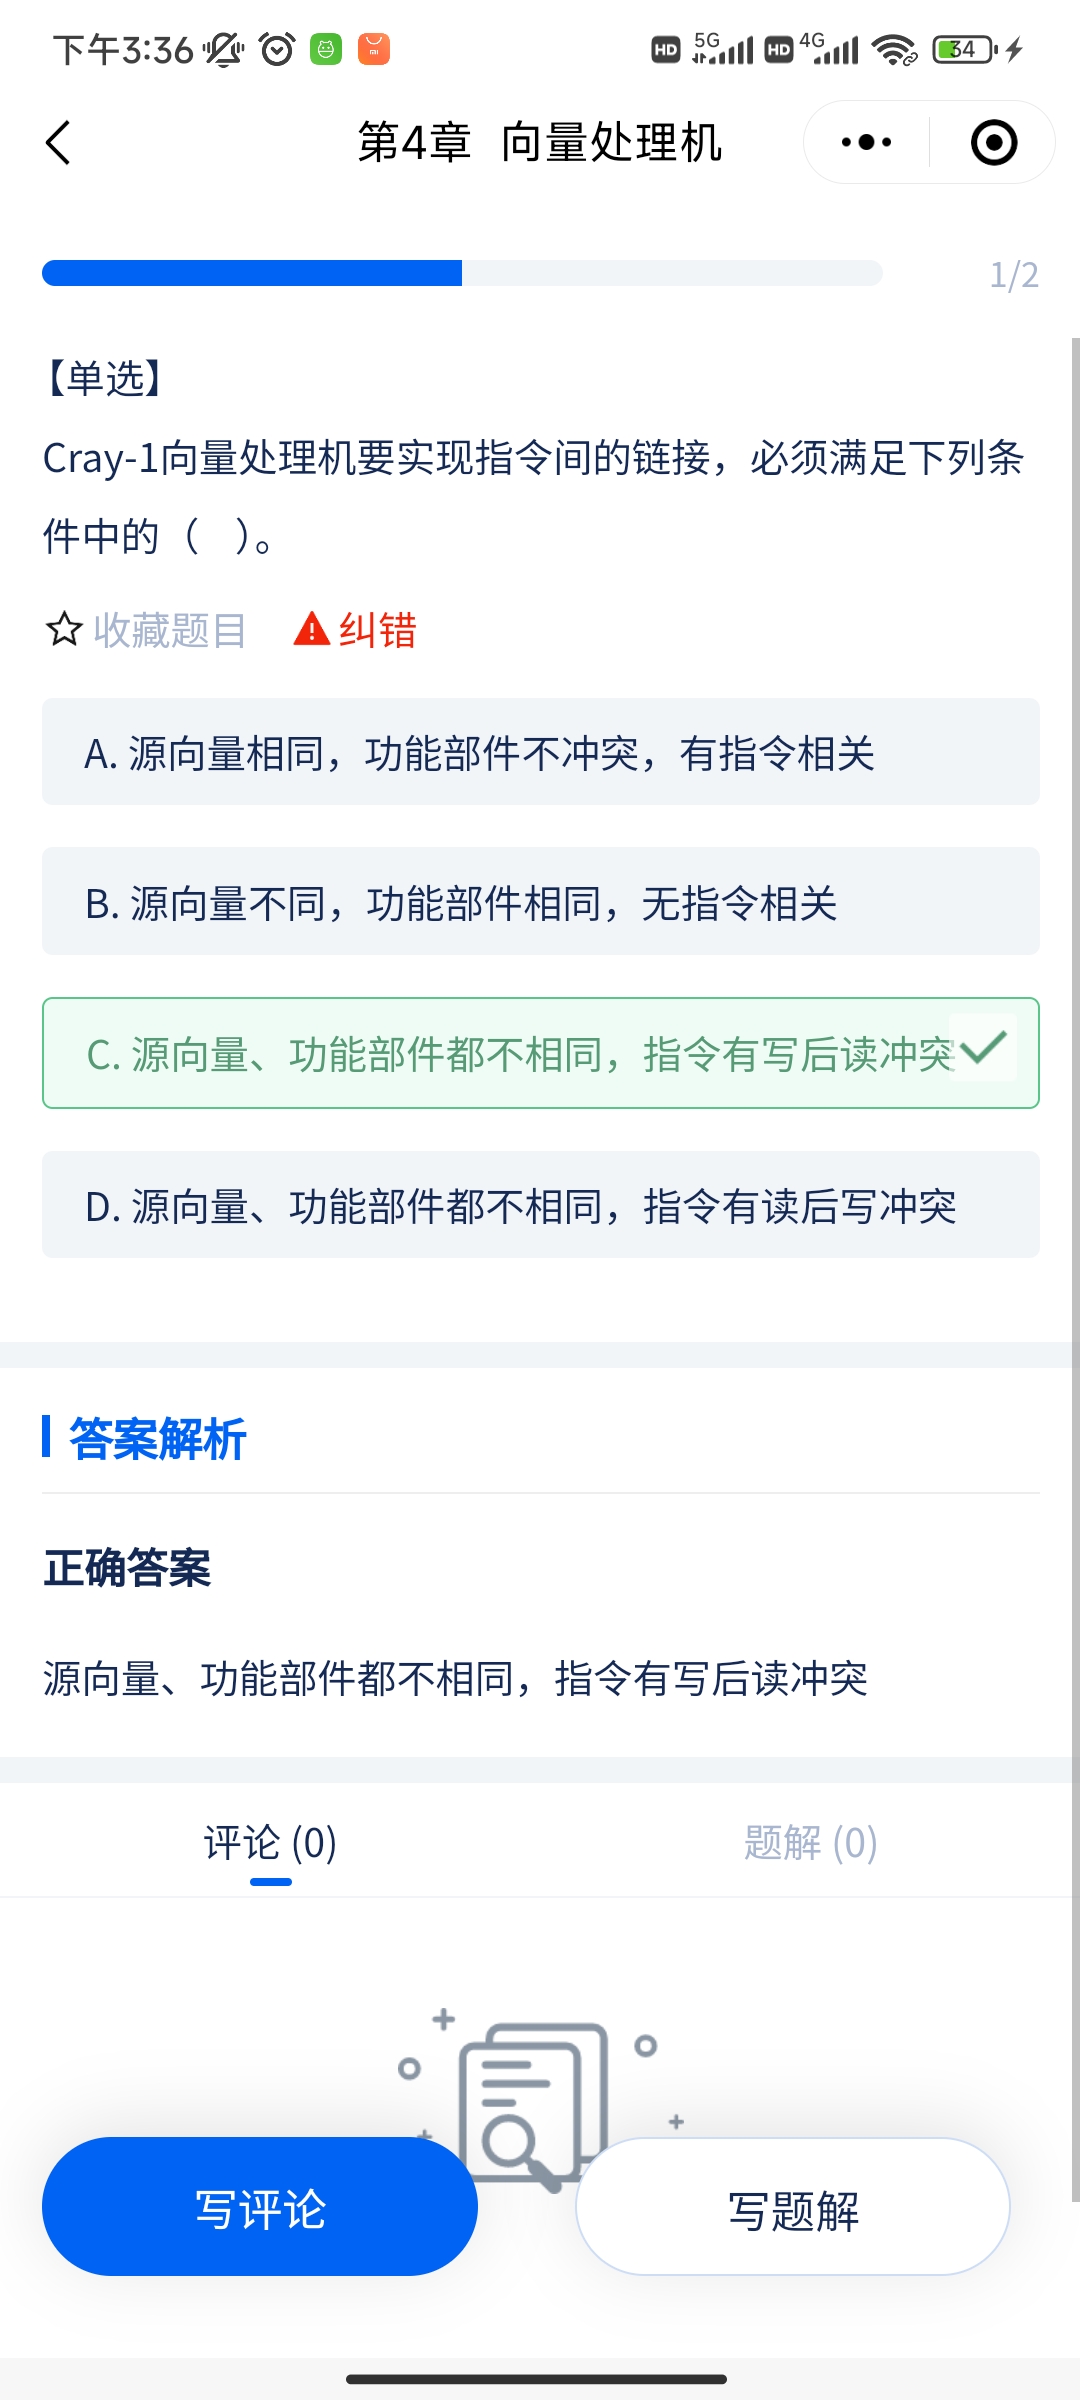 下午3:36
HD 5G HD 4G 34
第4章 向量处理机
1/2
【单选】
Cray-1向量处理机要实现指令间的链接，必须满足下列条
件中的（ ）。
收藏题目 纠错
A. 源向量相同，功能部件不冲突，有指令相关
B. 源向量不同，功能部件相同，无指令相关
C. 源向量、功能部件都不相同，指令有写后读冲突
D. 源向量、功能部件都不相同，指令有读后写冲突
答案解析
正确答案
源向量、功能部件都不相同，指令有写后读冲突
评论 (0) 题解 (0)
写评论 写题解